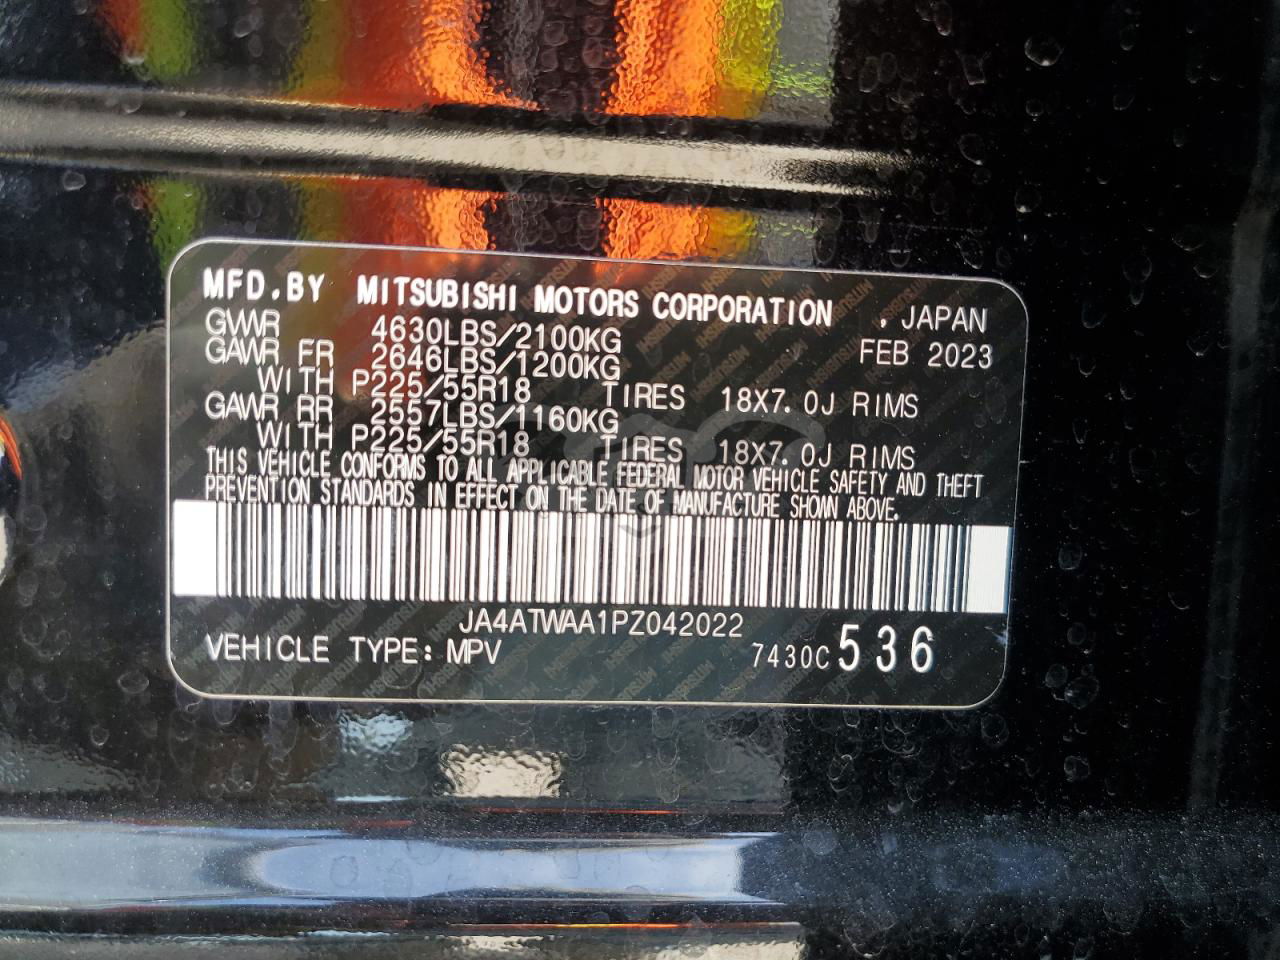 MFD.BY MITSUBISHI MOTORS CORPORATION , JAPAN
GVWR 4630LBS/2100KG FEB 2023
GAWR FR 2646LBS/1200KG
WITH P225/55R18 TIRES 18X7.0J RIMS
GAWR RR 2557LBS/1160KG
WITH P225/55R18 TIRES 18X7.0J RIMS
THIS VEHICLE CONFORMS TO ALL APPLICABLE FEDERAL MOTOR VEHICLE SAFETY AND THEFT
PREVENTION STANDARDS IN EFFECT ON THE DATE OF MANUFACTURE SHOWN ABOVE.
JA4ATWAA1PZ042022
VEHICLE TYPE: MPV 7430C 536